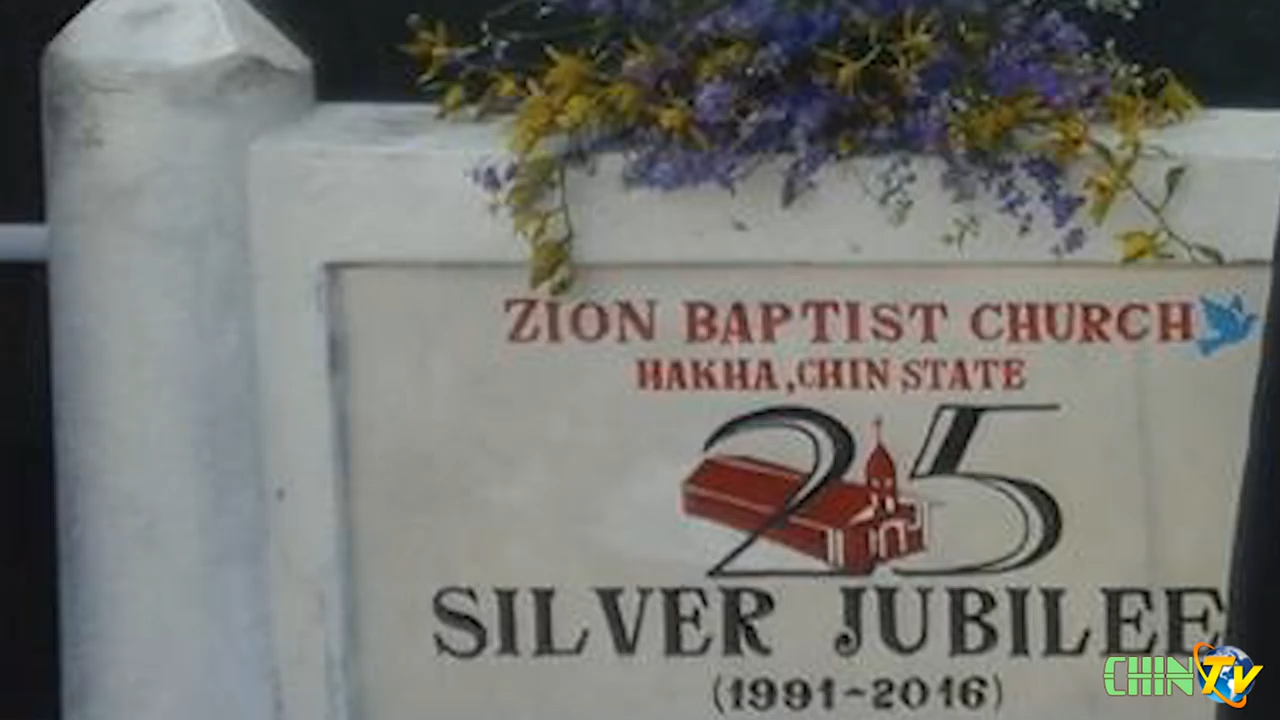 ZION BAPTIST CHURCH
HAKHA, CHIN STATE
25
SILVER JUBILEE
(1991-2016)
CHIN TV